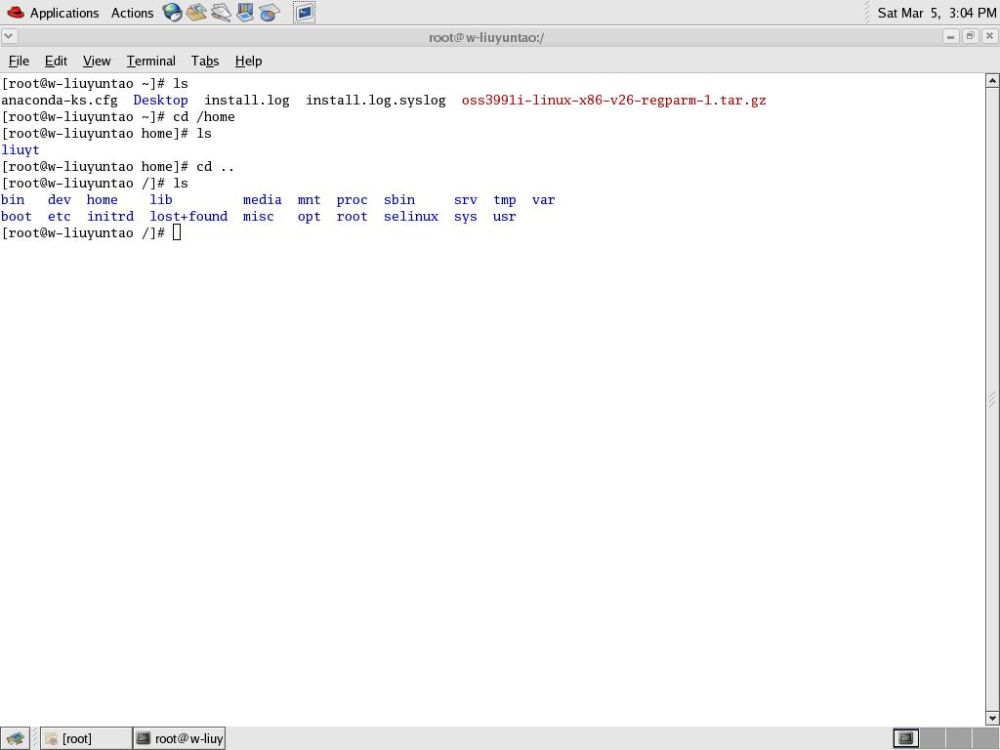 Applications Actions Sat Mar 5, 3:04 PM
root@w-liuyuntao:/
File Edit View Terminal Tabs Help
[root@w-liuyuntao ~]# ls
anaconda-ks.cfg  Desktop  install.log  install.log.syslog  oss3991i-linux-x86-v26-regparm-1.tar.gz
[root@w-liuyuntao ~]# cd /home
[root@w-liuyuntao home]# ls
liuyt
[root@w-liuyuntao home]# cd ..
[root@w-liuyuntao /]# ls
bin   dev  home    lib         media  mnt  proc  sbin     srv  tmp  var
boot  etc  initrd  lost+found  misc   opt  root  selinux  sys  usr
[root@w-liuyuntao /]#
[root] root@w-liuy